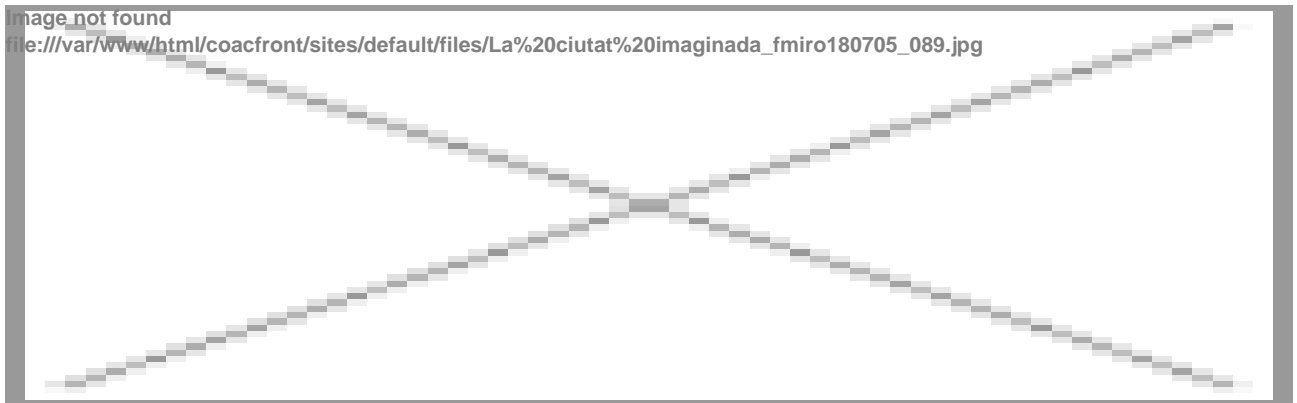 Image not found
file:///var/www/html/coacfront/sites/default/files/La%20ciutat%20imaginada_fmiro180705_089.jpg